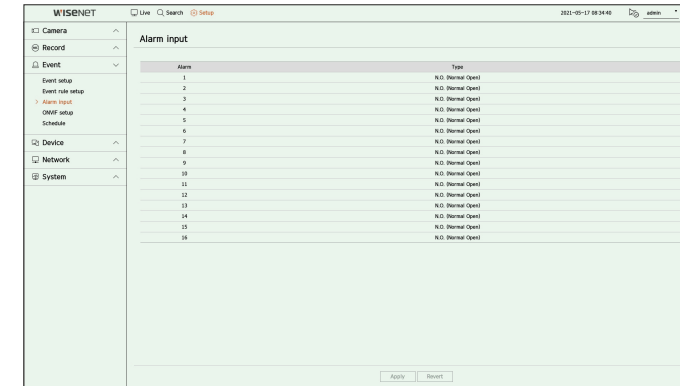 WISENET
Live Search Setup 2021-05-17 08:34:40 admin
Camera
Record
Event
Event setup
Event rule setup
> Alarm input
ONVIF setup
Schedule
Device
Network
System
Alarm input
Alarm Type
1 N.O. (Normal Open)
2 N.O. (Normal Open)
3 N.O. (Normal Open)
4 N.O. (Normal Open)
5 N.O. (Normal Open)
6 N.O. (Normal Open)
7 N.O. (Normal Open)
8 N.O. (Normal Open)
9 N.O. (Normal Open)
10 N.O. (Normal Open)
11 N.O. (Normal Open)
12 N.O. (Normal Open)
13 N.O. (Normal Open)
14 N.O. (Normal Open)
15 N.O. (Normal Open)
16 N.O. (Normal Open)
Apply Revert